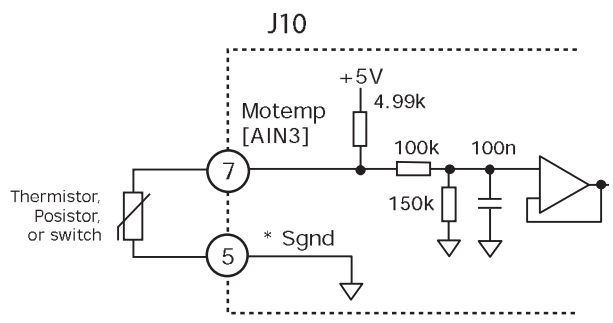 J10
+5V
4.99k
Motemp
[AIN3]
100k
100n
7
150k
Thermistor,
Posistor,
or switch
* Sgnd
5